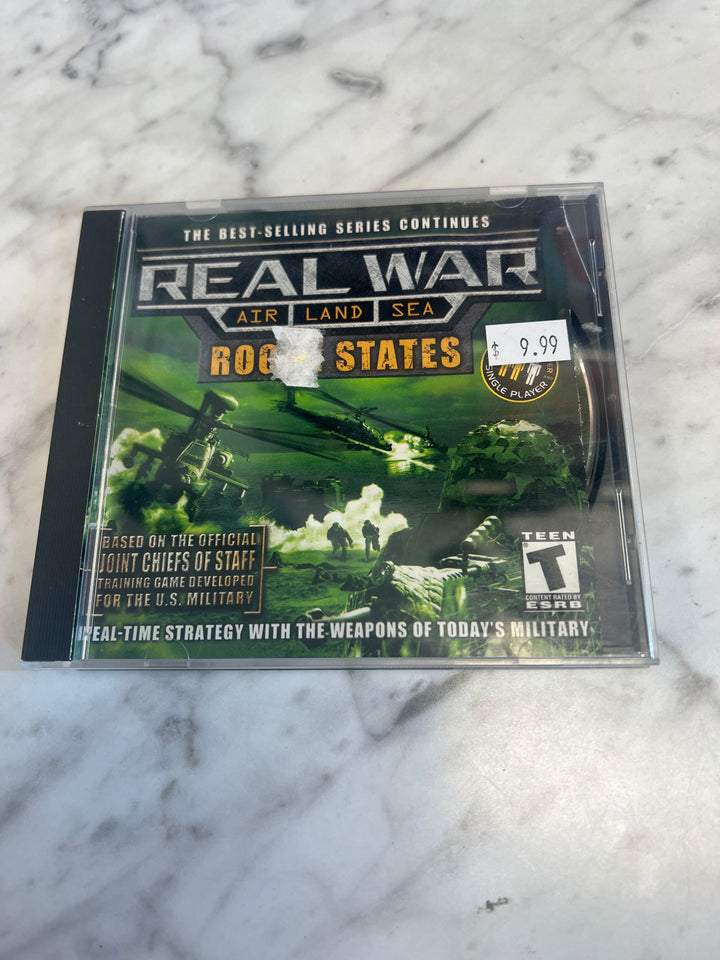 THE BEST-SELLING SERIES CONTINUES
REAL WAR
AIR LAND SEA
STATES
$ 9.99
SINGLE PLAYER
BASED ON THE OFFICIAL
JOINT CHIEFS OF STAFF
TRAINING GAME DEVELOPED
FOR THE U.S. MILITARY
TEEN
T
CONTENT RATED BY
ESRB
REAL-TIME STRATEGY WITH THE WEAPONS OF TODAY'S MILITARY